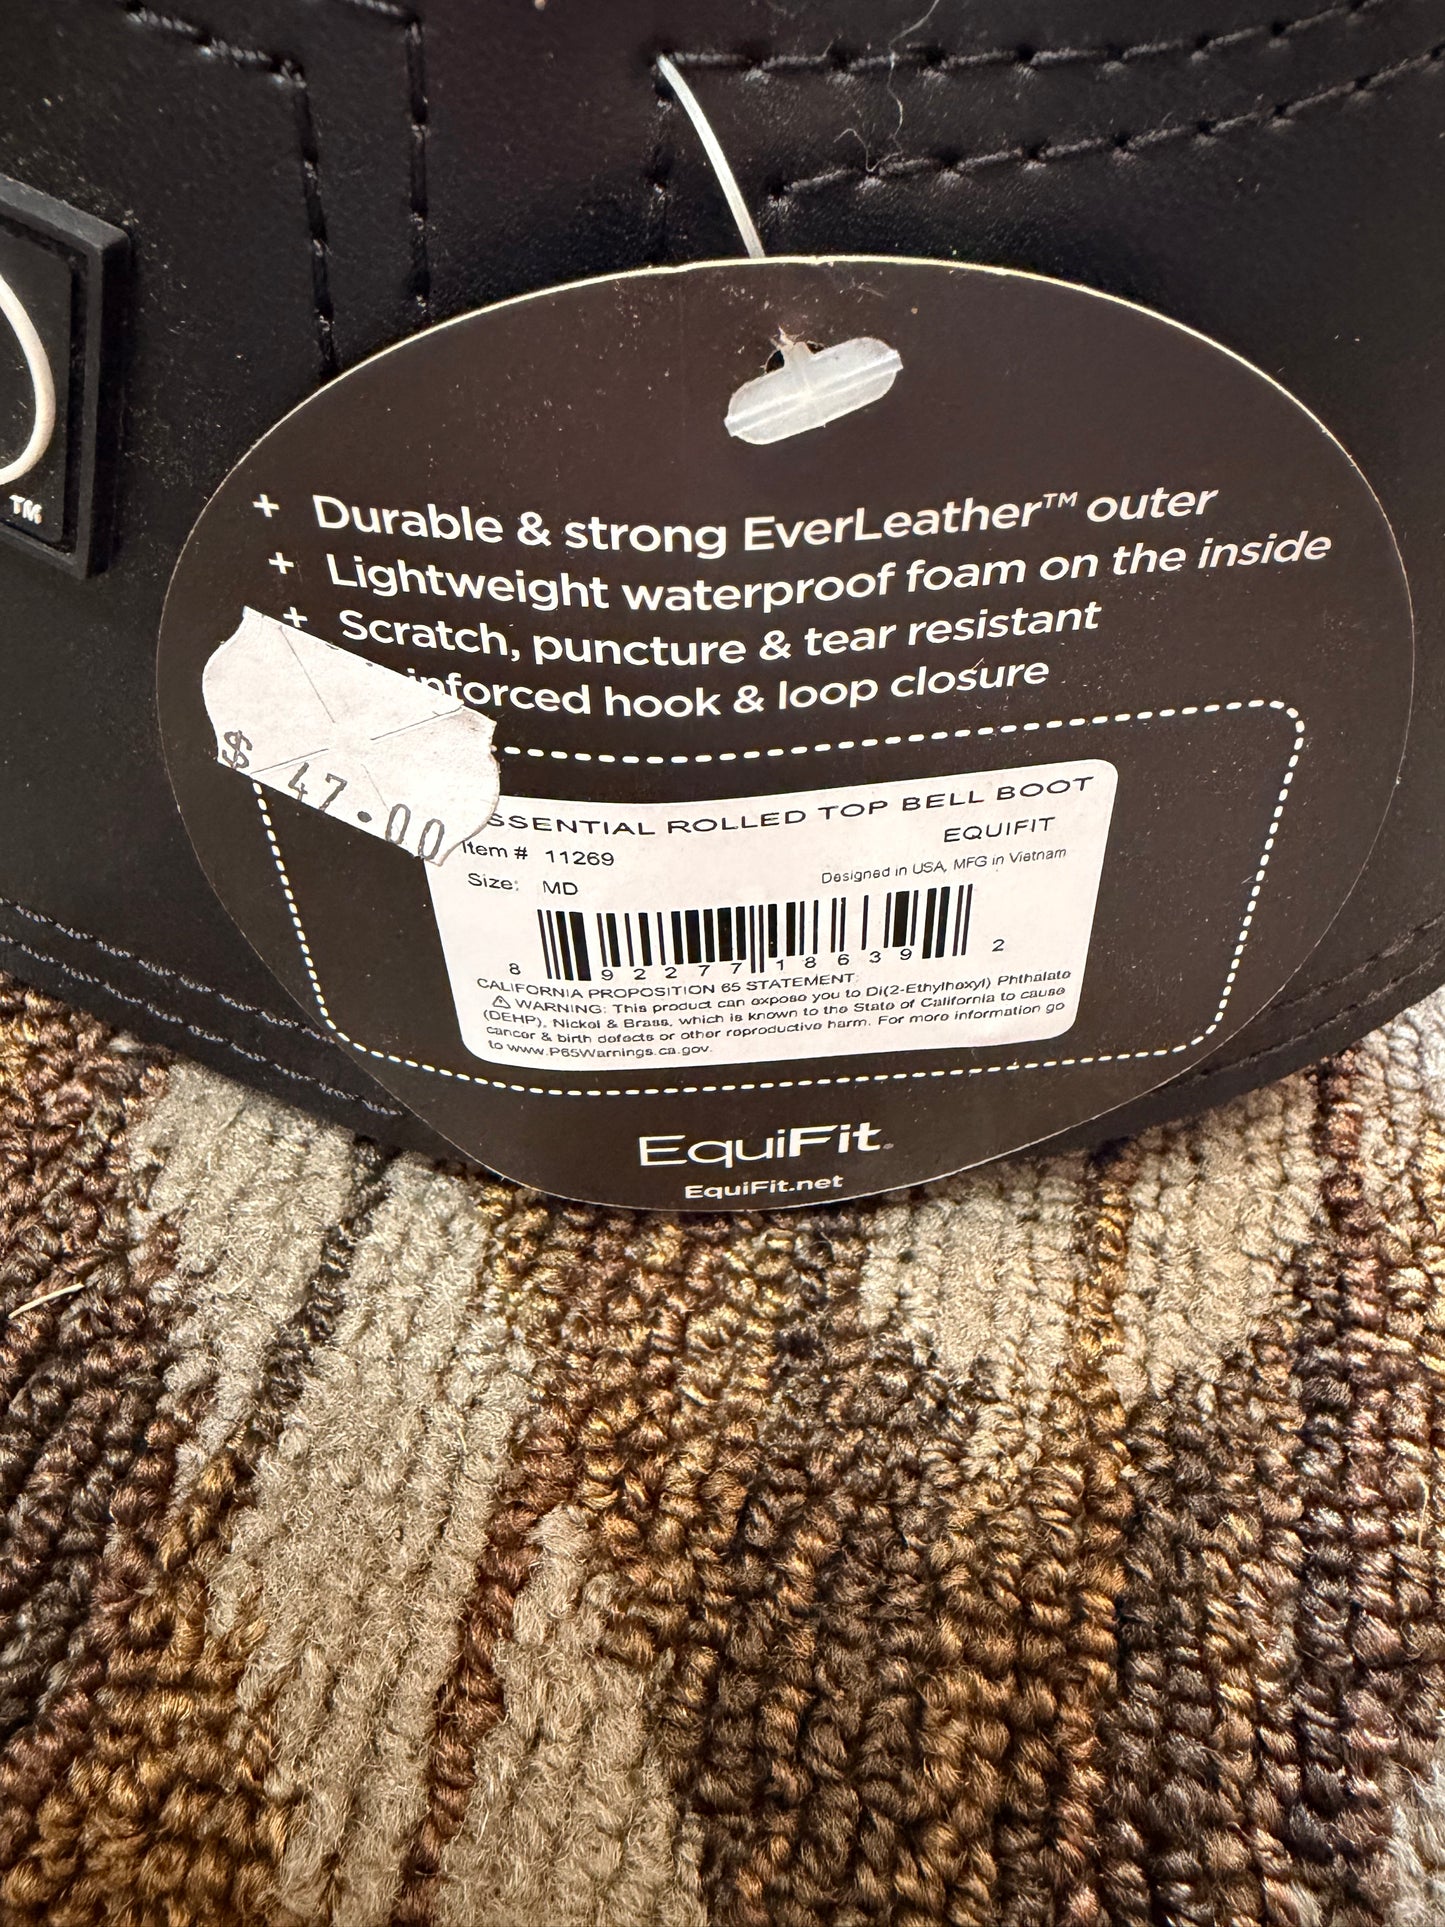 TM
+ Durable & strong EverLeather™ outer
+ Lightweight waterproof foam on the inside
+ Scratch, puncture & tear resistant
inforced hook & loop closure
$ 47.00
SSENTIAL ROLLED TOP BELL BOOT
EQUIFIT
Item # 11269
Designed in USA, MFG in Vietnam
Size: MD
8 92277 18639 2
CALIFORNIA PROPOSITION 65 STATEMENT:
⚠ WARNING: This product can expose you to Di(2-Ethylhexyl) Phthalate
(DEHP), Nickel & Brass, which is known to the State of California to cause
cancer & birth defects or other reproductive harm. For more information go
to www.P65Warnings.ca.gov.
EquiFit®
EquiFit.net